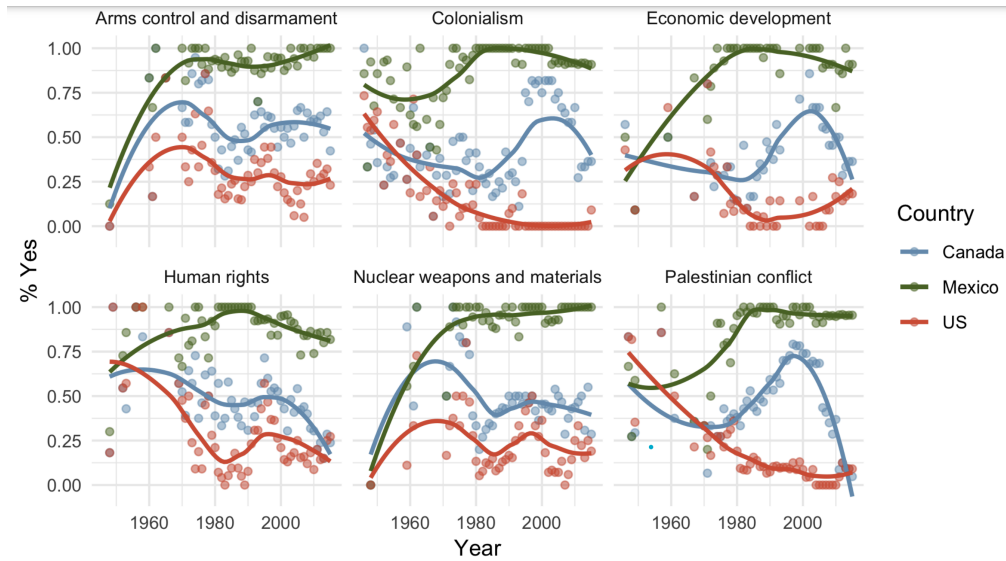 Arms control and disarmament Colonialism Economic development
1.00
0.75
0.50
0.25
0.00
% Yes
Human rights Nuclear weapons and materials Palestinian conflict
1.00
0.75
0.50
0.25
0.00
1960 1980 2000 1960 1980 2000 1960 1980 2000
Year
Country
Canada
Mexico
US